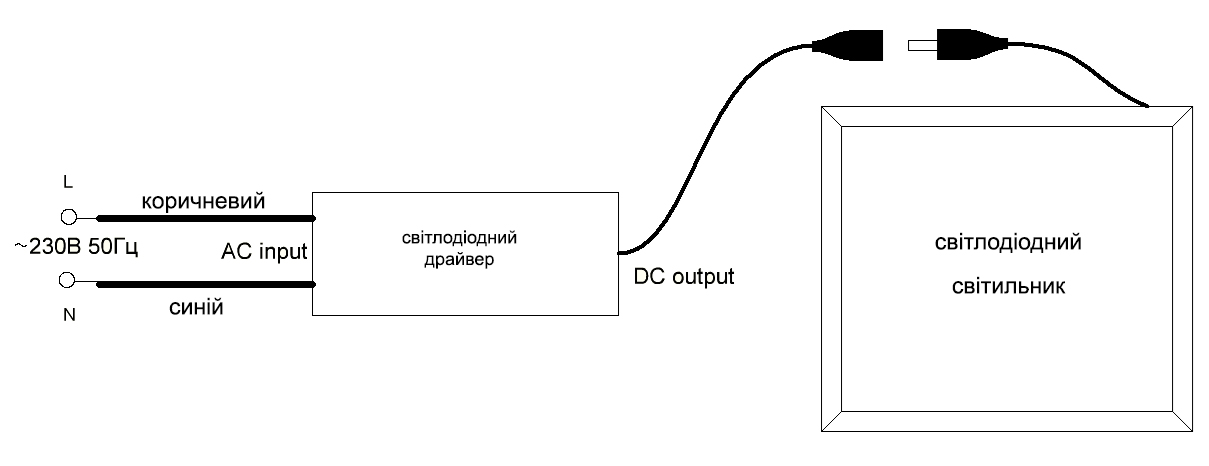 L
коричневий
~230В 50Гц
AC input
N
синій
світлодіодний
драйвер
DC output
світлодіодний
світильник